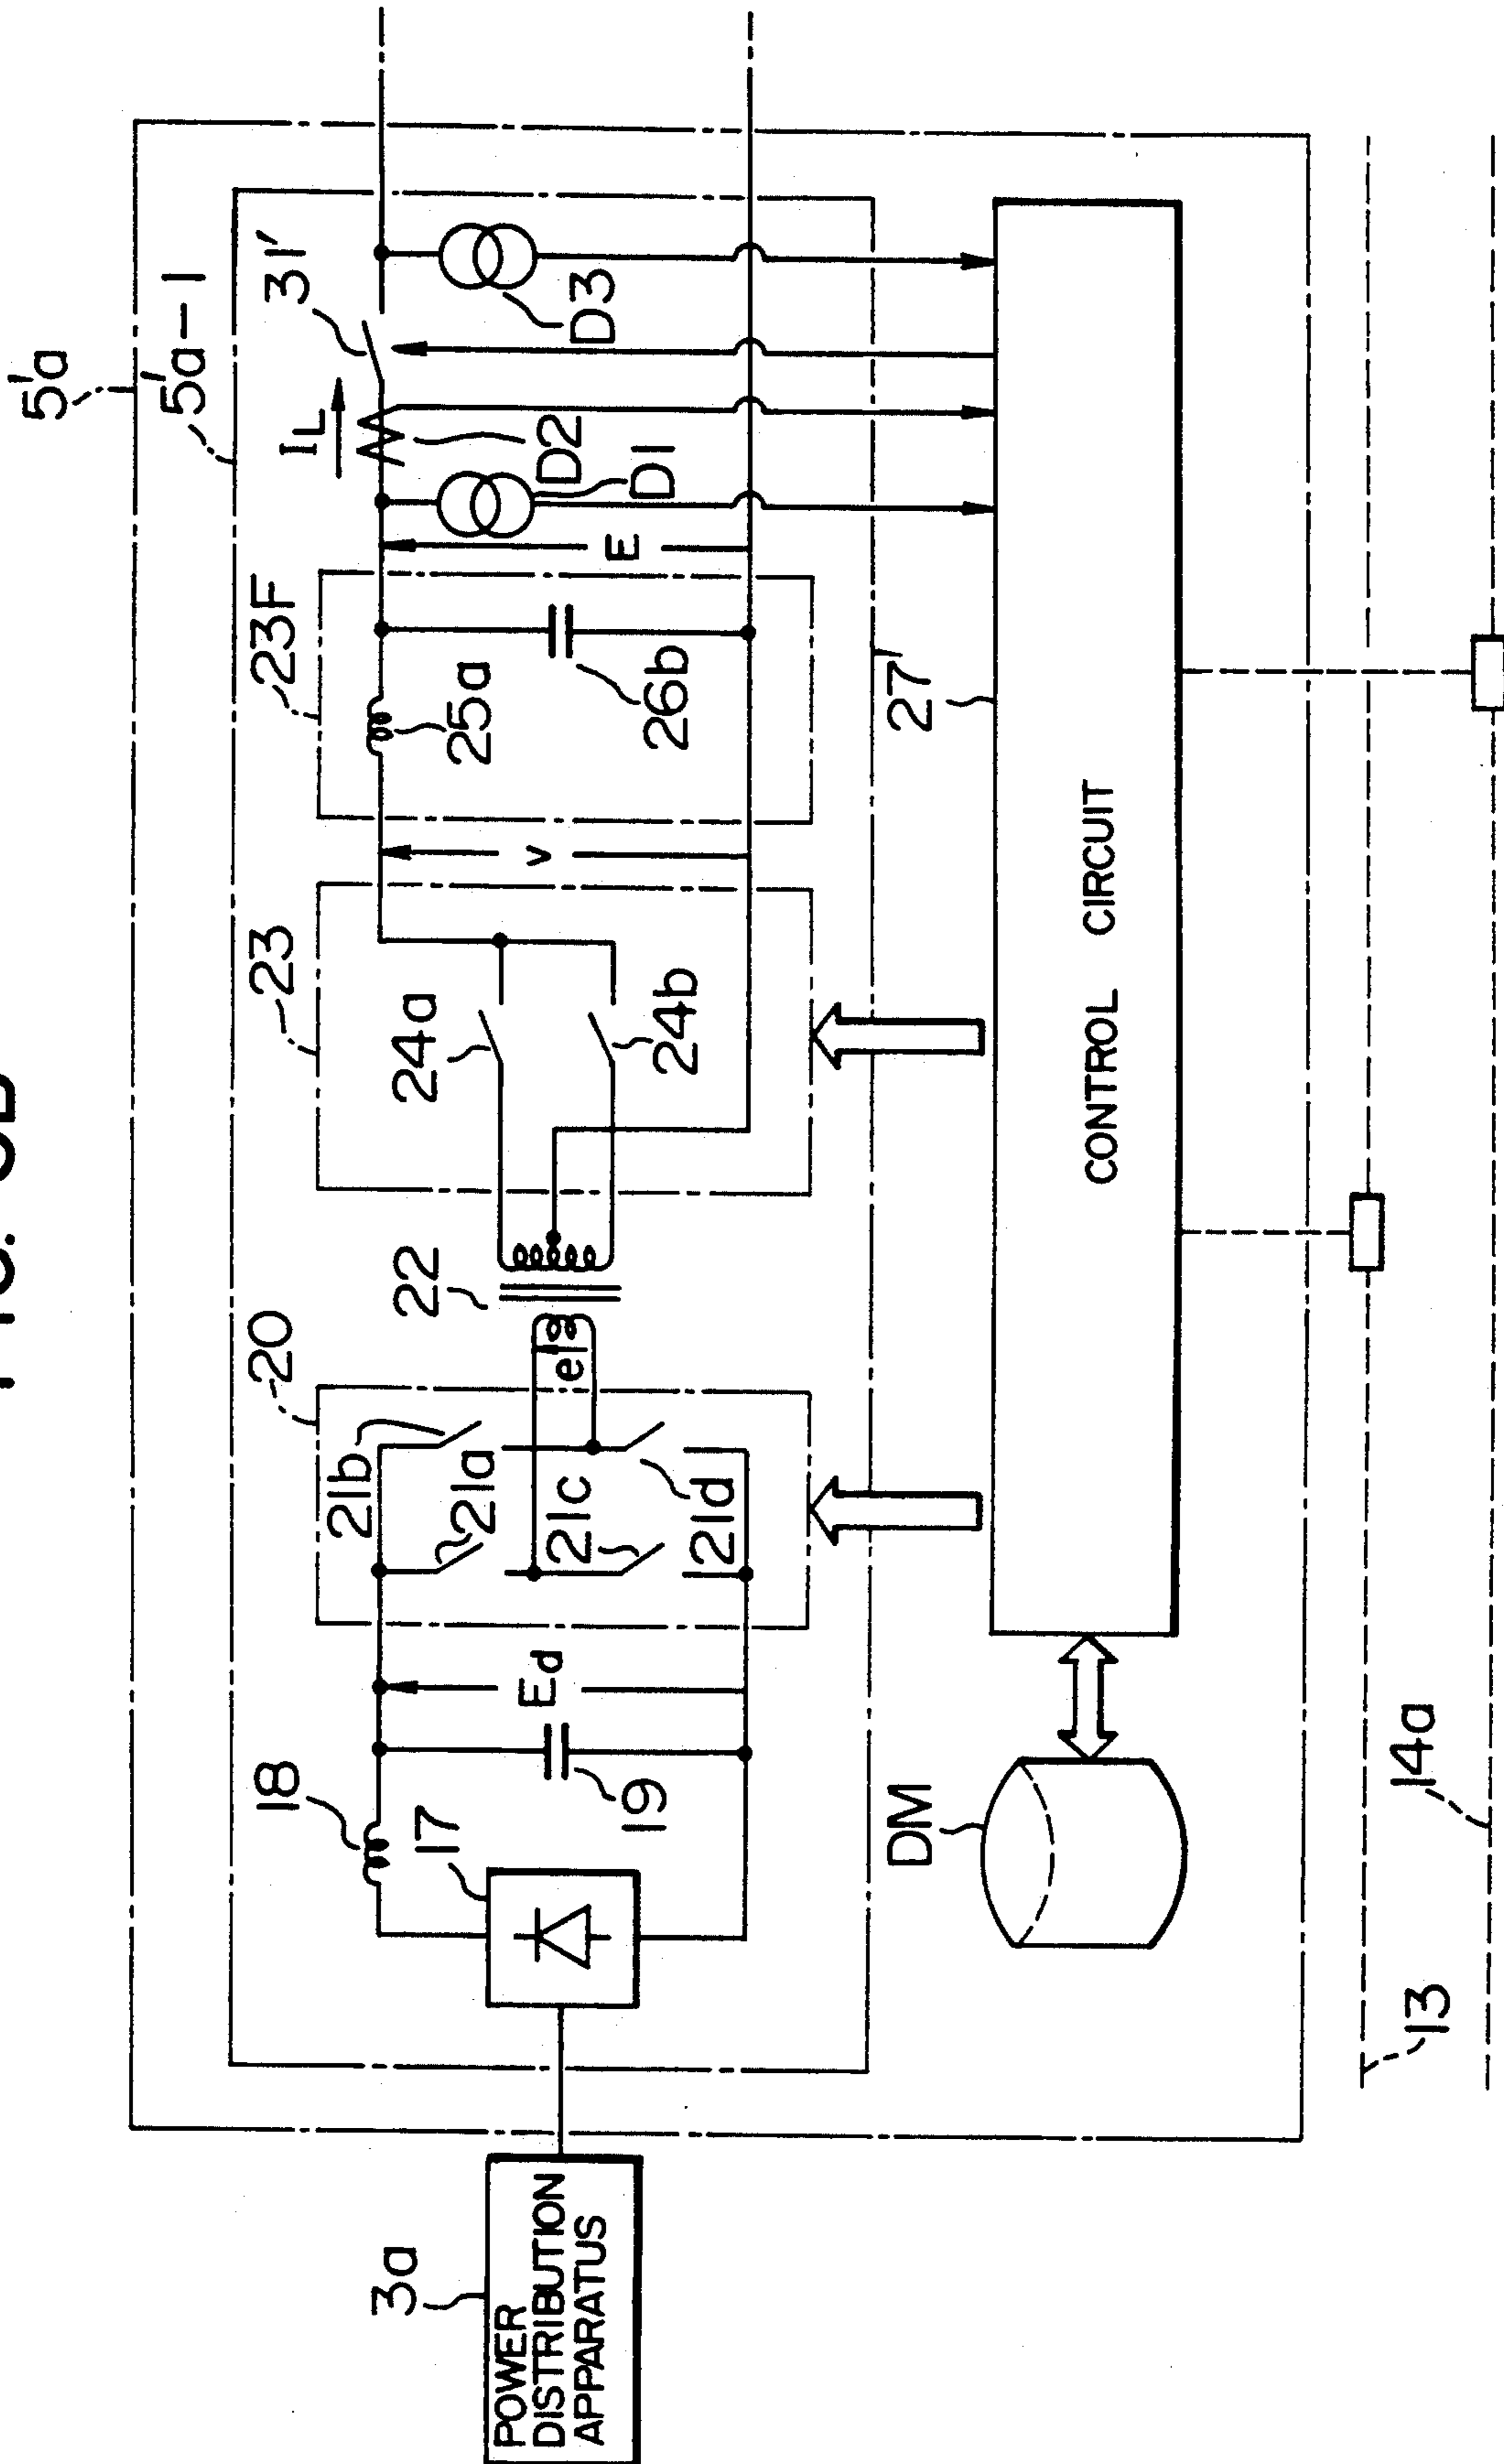 5'a
5'a-1
31'
IL
D3
D2
D1
E
23F
25a
26b
V
23
24a
24b
22
20
e1
21b
21a
21c
21d
Ed
18
17
19
27
CONTROL CIRCUIT
DM
3a
POWER
DISTRIBUTION
APPARATUS
13
14a